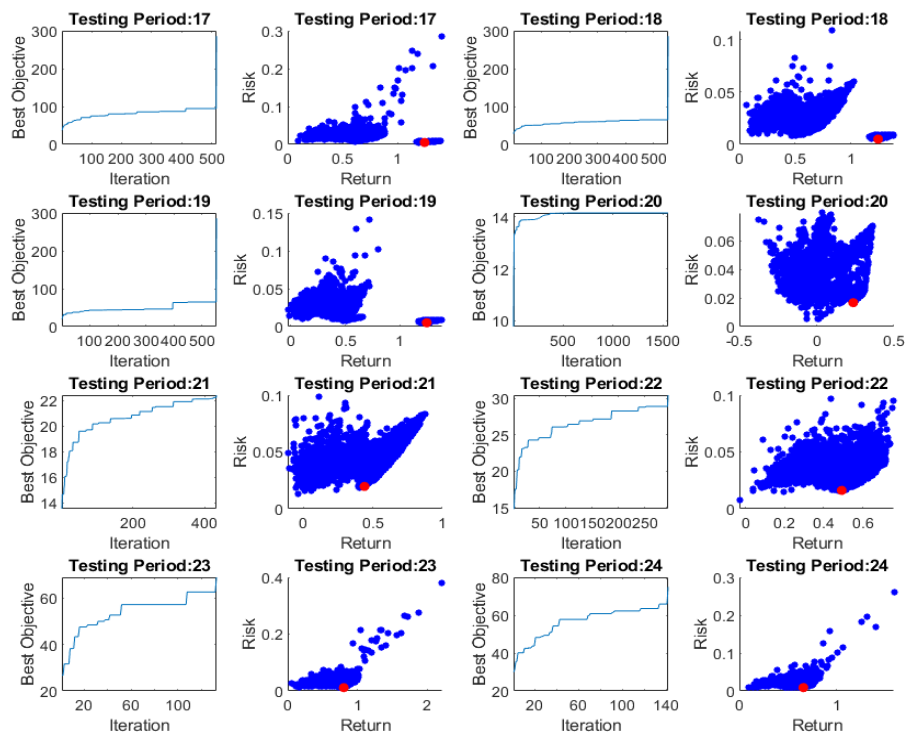 Testing Period:17
Testing Period:17
Testing Period:18
Testing Period:18
300
200
100
0
Best Objective
100 200 300 400 500
Iteration
0.3
0.2
0.1
0
Risk
0 0.5 1
Return
300
200
100
0
Best Objective
100 200 300 400 500
Iteration
0.1
0.05
0
Risk
0 0.5 1
Return
Testing Period:19
Testing Period:19
Testing Period:20
Testing Period:20
300
200
100
0
Best Objective
100 200 300 400 500
Iteration
0.15
0.1
0.05
0
Risk
0 0.5 1
Return
14
12
10
Best Objective
500 1000 1500
Iteration
0.08
0.06
0.04
0.02
0
Risk
-0.5 0 0.5
Return
Testing Period:21
Testing Period:21
Testing Period:22
Testing Period:22
22
20
18
16
14
Best Objective
200 400
Iteration
0.1
0.05
0
Risk
0 0.5 1
Return
30
25
20
15
Best Objective
50 100 150 200 250
Iteration
0.1
0.05
0
Risk
0 0.2 0.4 0.6
Return
Testing Period:23
Testing Period:23
Testing Period:24
Testing Period:24
60
40
20
Best Objective
20 60 100
Iteration
0.4
0.2
0
Risk
0 1 2
Return
80
60
40
20
Best Objective
20 60 100 140
Iteration
0.3
0.2
0.1
0
Risk
0 0.5 1 1.5
Return